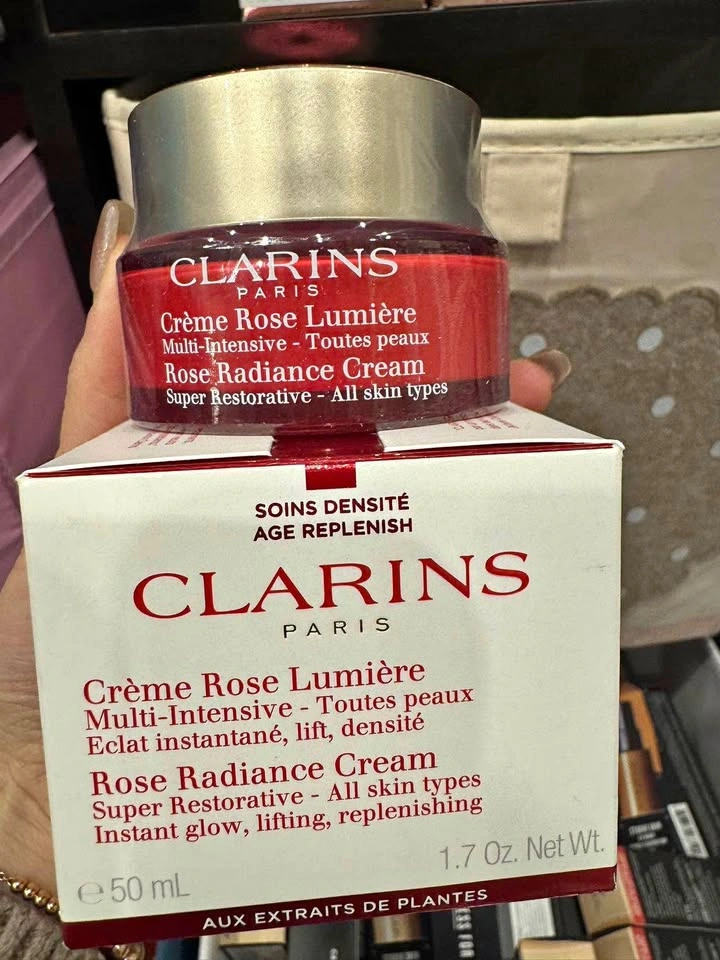 CLARINS
PARIS
Crème Rose Lumière
Multi-Intensive - Toutes peaux
Rose Radiance Cream
Super Restorative - All skin types
SOINS DENSITÉ
AGE REPLENISH
CLARINS
PARIS
Crème Rose Lumière
Multi-Intensive - Toutes peaux
Eclat instantané, lift, densité
Rose Radiance Cream
Super Restorative - All skin types
Instant glow, lifting, replenishing
1.7 Oz. Net Wt.
℮ 50 mL
AUX EXTRAITS DE PLANTES